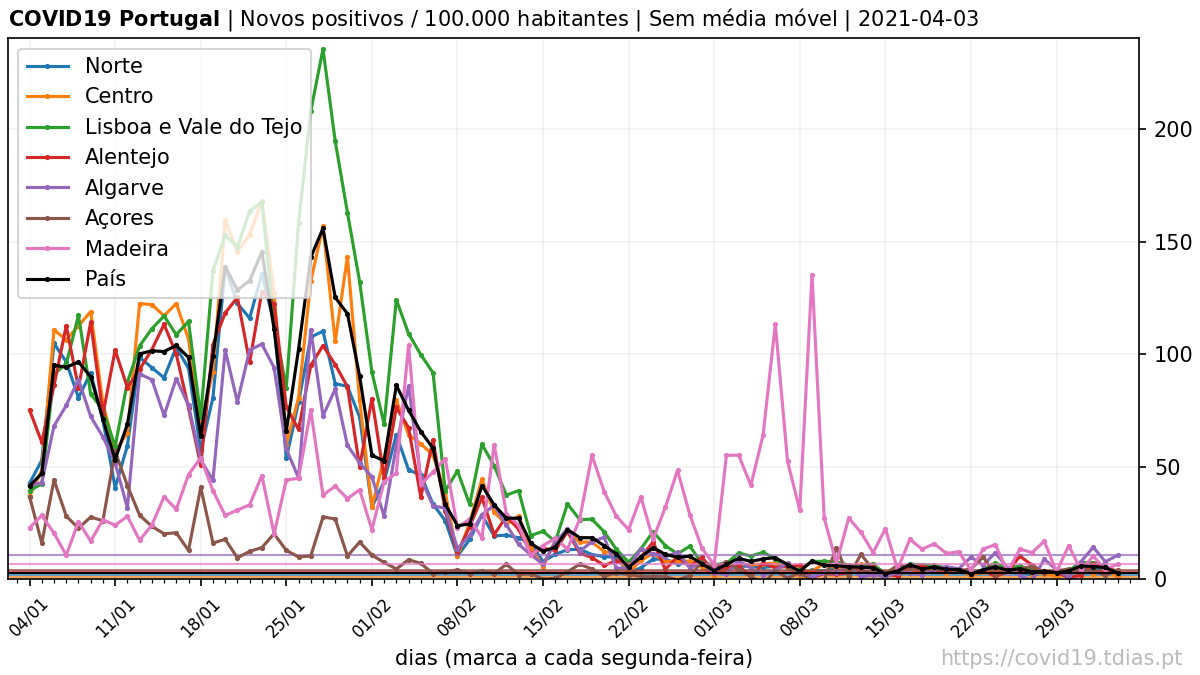 COVID19 Portugal | Novos positivos / 100.000 habitantes | Sem média móvel | 2021-04-03
Norte
Centro
Lisboa e Vale do Tejo
Alentejo
Algarve
Açores
Madeira
País
200
150
100
50
0
04/01
11/01
18/01
25/01
01/02
08/02
15/02
22/02
01/03
08/03
15/03
22/03
29/03
dias (marca a cada segunda-feira)
https://covid19.tdias.pt